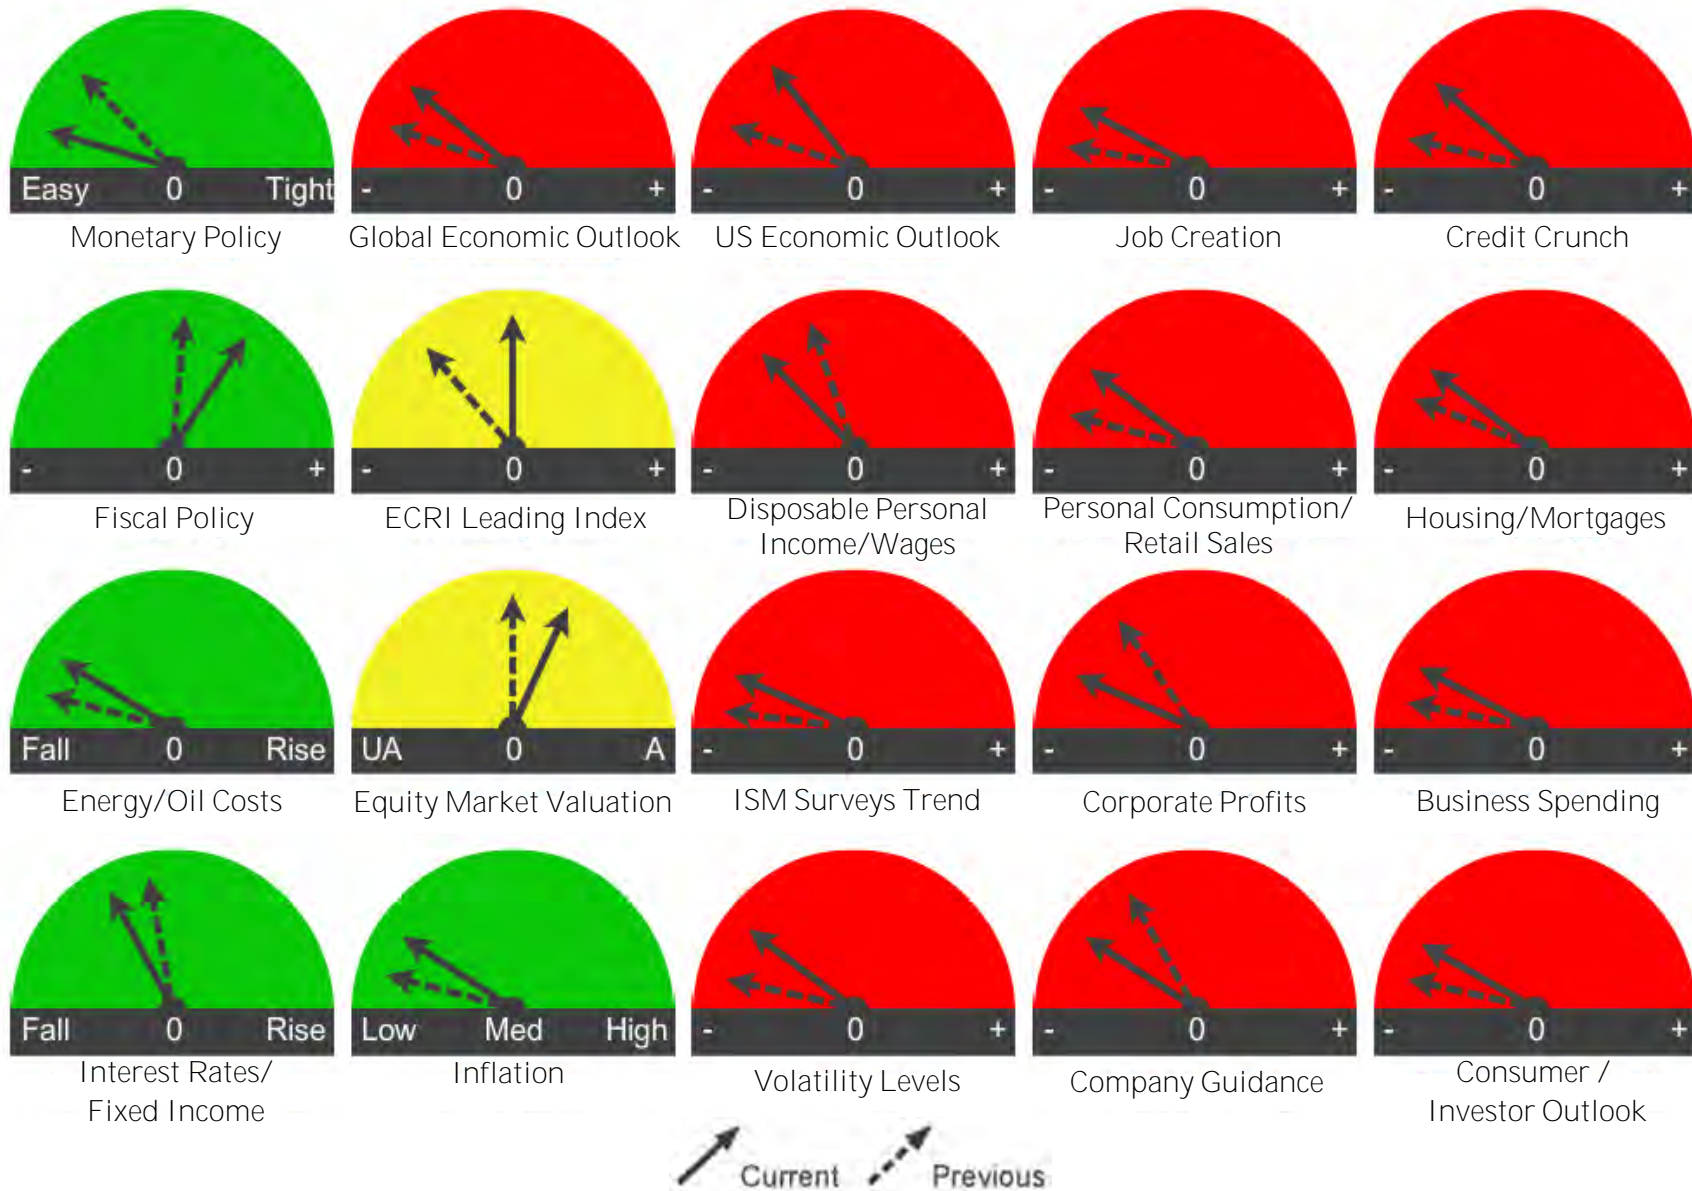 Easy 0 Tight
- 0 +
- 0 +
- 0 +
- 0 +
Monetary Policy
Global Economic Outlook
US Economic Outlook
Job Creation
Credit Crunch
- 0 +
- 0 +
- 0 +
- 0 +
- 0 +
Fiscal Policy
ECRI Leading Index
Disposable Personal
Income/Wages
Personal Consumption/
Retail Sales
Housing/Mortgages
Fall 0 Rise
UA 0 A
- 0 +
- 0 +
- 0 +
Energy/Oil Costs
Equity Market Valuation
ISM Surveys Trend
Corporate Profits
Business Spending
Fall 0 Rise
Low Med High
- 0 +
- 0 +
- 0 +
Interest Rates/
Fixed Income
Inflation
Volatility Levels
Company Guidance
Consumer /
Investor Outlook
Current
Previous